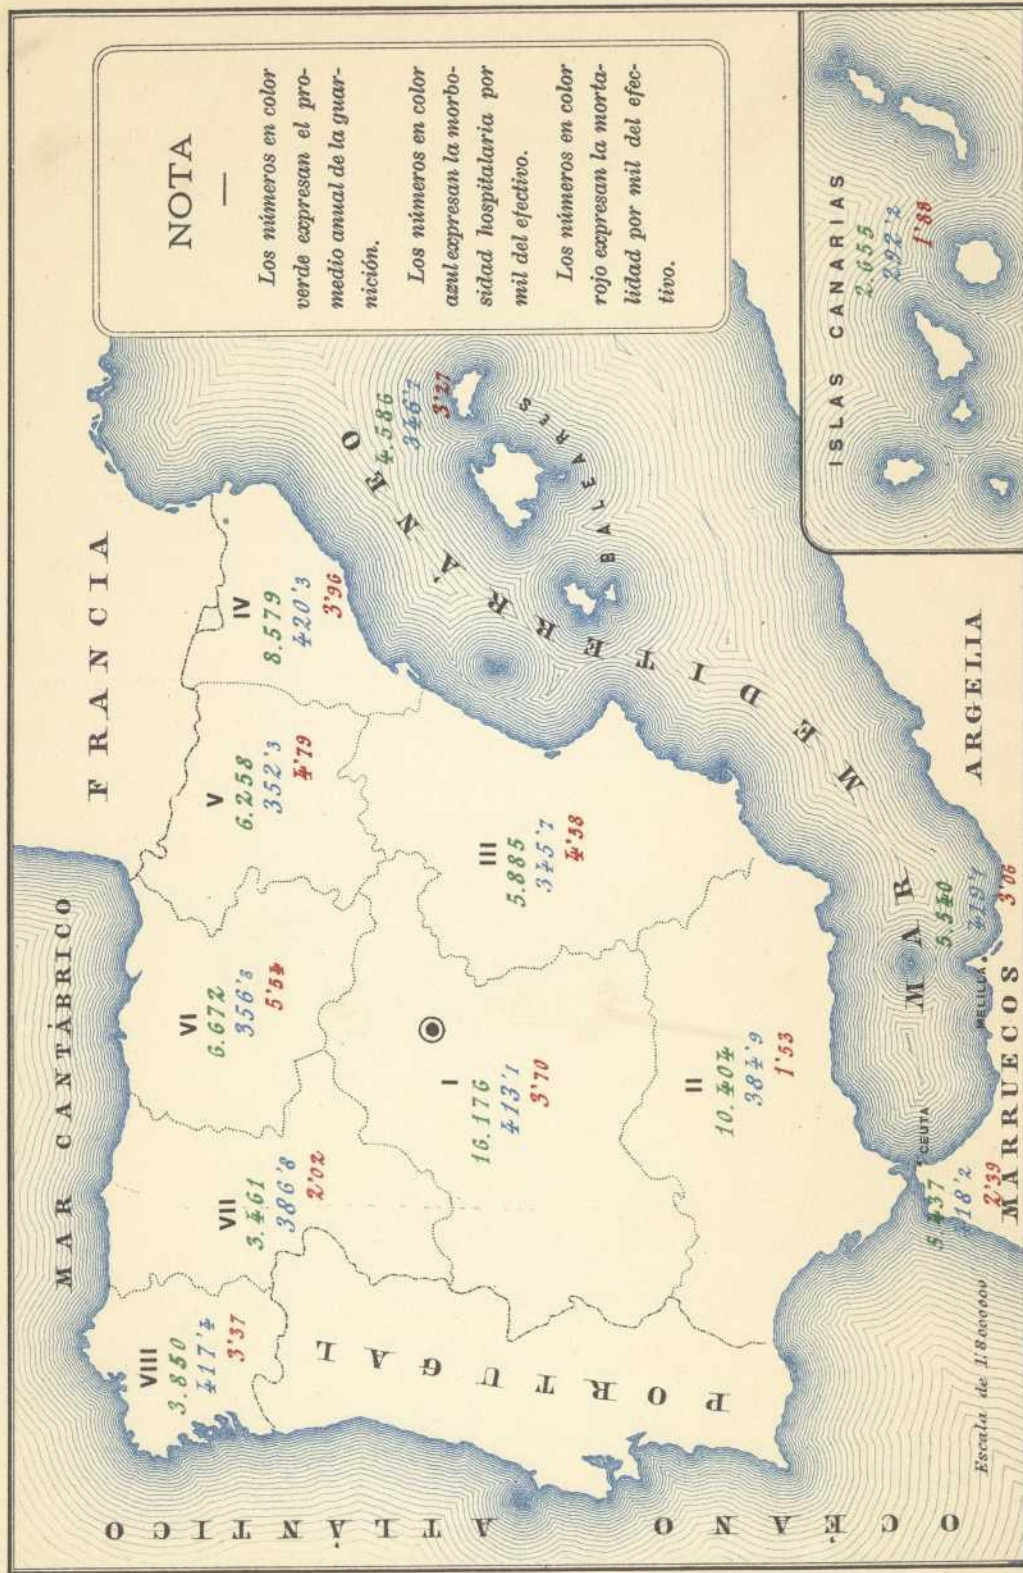 MAR CANTÁBRICO
FRANCIA
NOTA
Los números en color
verde expresan el pro-
medio anual de la guar-
nición.
Los números en color
azul expresan la morbo-
sidad hospitalaria por
mil del efectivo.
Los números en color
rojo expresan la morta-
lidad por mil del efec-
tivo.
VIII
3.850
417'4
3'37
VII
3.461
386'8
2'02
VI
6.672
356'8
5'54
V
6.258
352'3
4'79
IV
8.579
420'3
3'96
I
16.176
413'1
3'70
III
5.885
345'7
4'58
II
10.404
384'9
1'53
4.586
346'7
3'27
BALEARES
PORTUGAL
OCÉANO ATLÁNTICO
MAR MEDITERRÁNEO
CEUTA
5.437
2'39
MELILLA
5.540
3'06
MARRUECOS
ARGELIA
ISLAS CANARIAS
2.655
292'2
1'88
Escala de 1:8000000